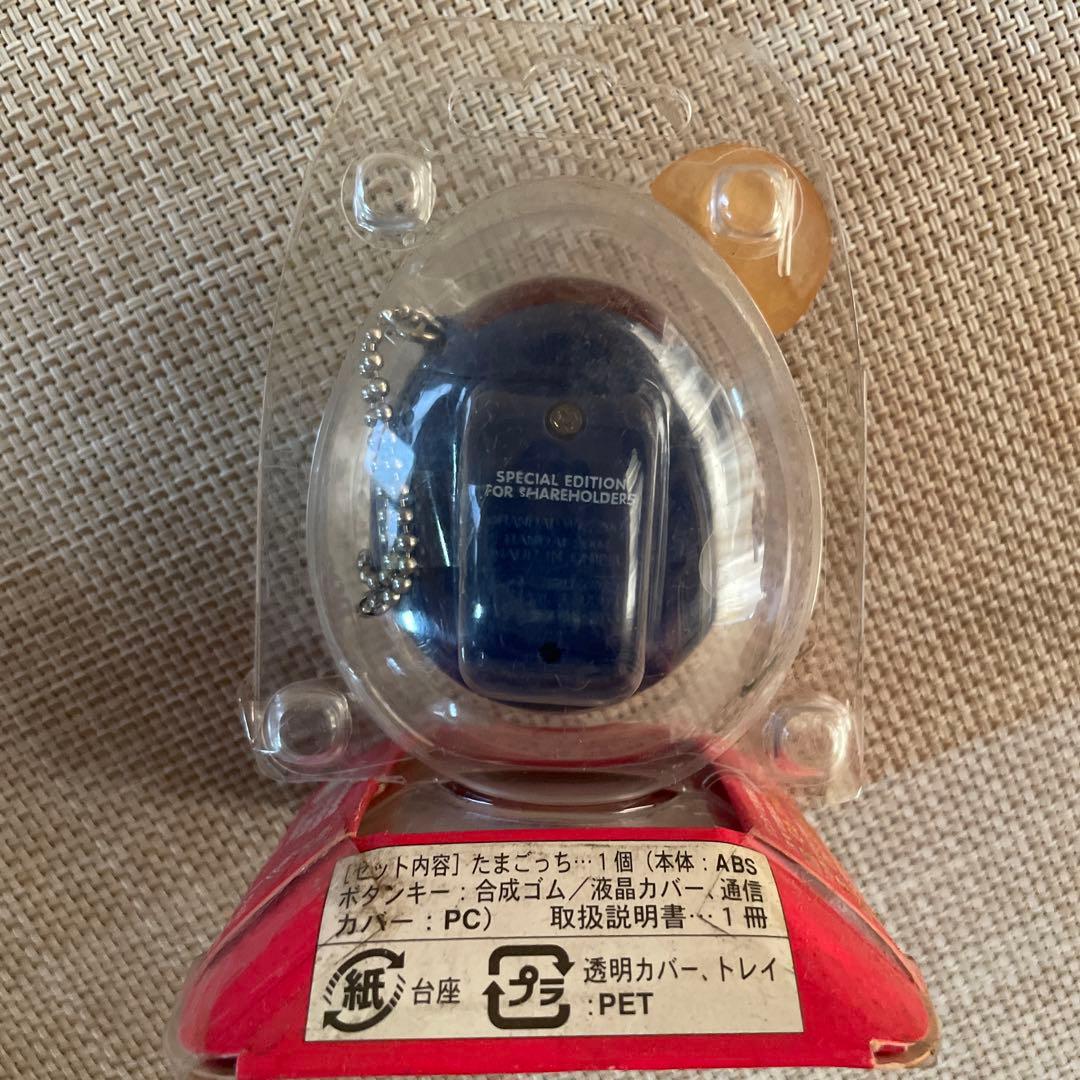 SPECIAL EDITION
FOR SHAREHOLDERS
［セット内容］たまごっち…1個（本体：ABS
ボタンキー：合成ゴム／液晶カバー、通信
カバー：PC） 取扱説明書…1冊
紙 台座 プラ 透明カバー、トレイ
:PET